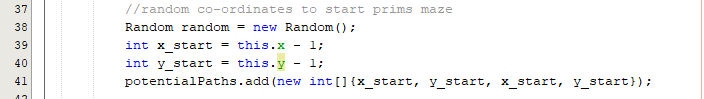 37 //random co-ordinates to start prims maze
38 Random random = new Random();
39 int x_start = this.x - 1;
40 int y_start = this.y - 1;
41 potentialPaths.add(new int[]{x_start, y_start, x_start, y_start});